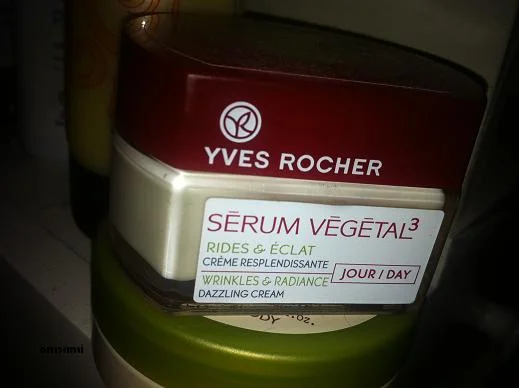 YVES ROCHER
SĒRUM VĒGĒTAL³
RIDES & ÉCLAT
CRÈME RESPLENDISSANTE
JOUR / DAY
WRINKLES & RADIANCE
DAZZLING CREAM